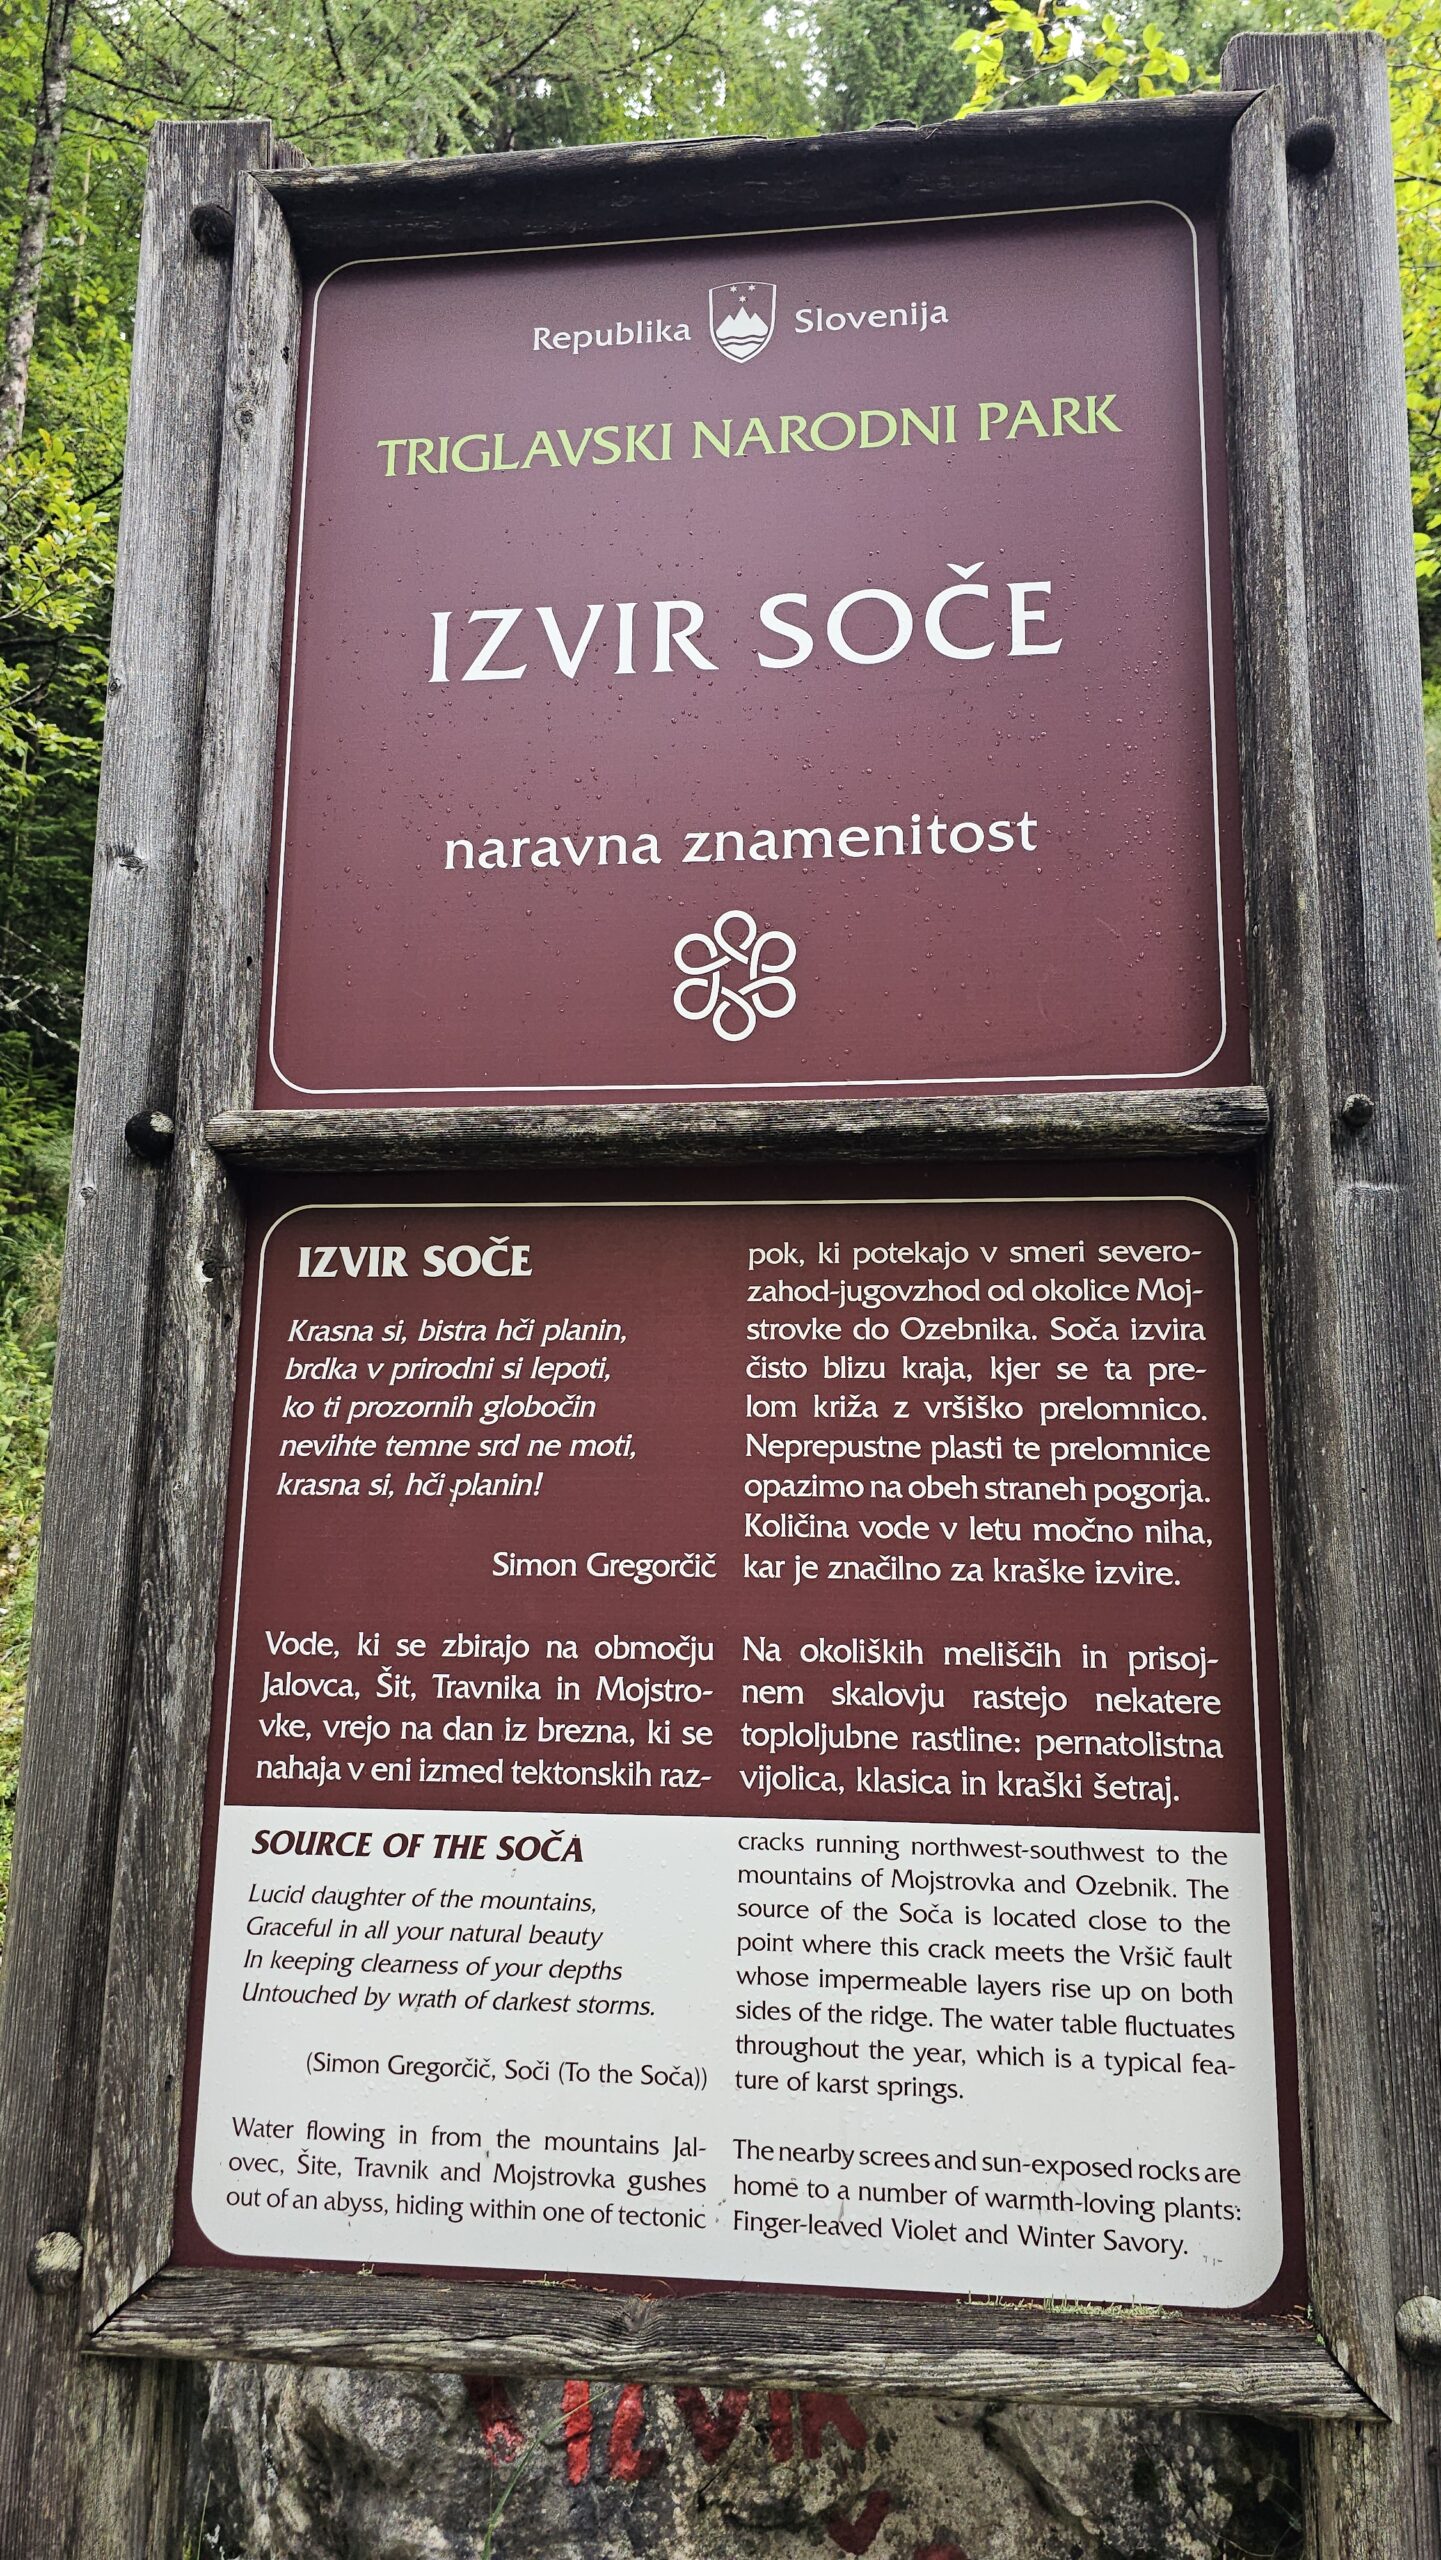 Republika Slovenija
TRIGLAVSKI NARODNI PARK
IZVIR SOČE
naravna znamenitost
IZVIR SOČE
Krasna si, bistra hči planin,
brdka v prirodni si lepoti,
ko ti prozornih globočin
nevihte temne srd ne moti,
krasna si, hči planin!
Simon Gregorčič
Vode, ki se zbirajo na območju
Jalovca, Šit, Travnika in Mojstro-
vke, vrejo na dan iz brezna, ki se
nahaja v eni izmed tektonskih raz-
pok, ki potekajo v smeri severo-
zahod-jugovzhod od okolice Moj-
strovke do Ozebnika. Soča izvira
čisto blizu kraja, kjer se ta pre-
lom križa z vršiško prelomnico.
Neprepustne plasti te prelomnice
opazimo na obeh straneh pogorja.
Količina vode v letu močno niha,
kar je značilno za kraške izvire.
Na okoliških meliščih in prisoj-
nem skalovju rastejo nekatere
toploljubne rastline: pernatolistna
vijolica, klasica in kraški šetraj.
SOURCE OF THE SOČA
Lucid daughter of the mountains,
Graceful in all your natural beauty
In keeping clearness of your depths
Untouched by wrath of darkest storms.
(Simon Gregorčič, Soči (To the Soča))
Water flowing in from the mountains Jal-
ovec, Šite, Travnik and Mojstrovka gushes
out of an abyss, hiding within one of tectonic
cracks running northwest-southwest to the
mountains of Mojstrovka and Ozebnik. The
source of the Soča is located close to the
point where this crack meets the Vršič fault
whose impermeable layers rise up on both
sides of the ridge. The water table fluctuates
throughout the year, which is a typical fea-
ture of karst springs.
The nearby screes and sun-exposed rocks are
home to a number of warmth-loving plants:
Finger-leaved Violet and Winter Savory.
IZVIR